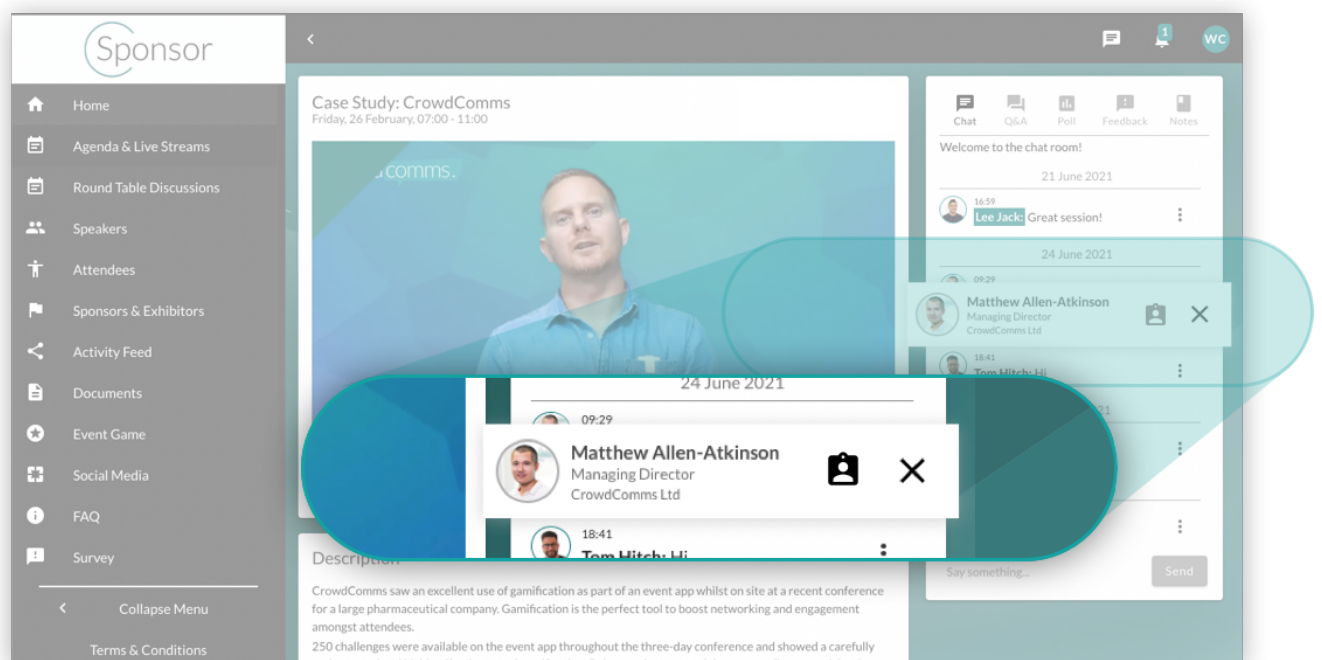 Sponsor
1
WC
Home
Agenda & Live Streams
Round Table Discussions
Speakers
Attendees
Sponsors & Exhibitors
Activity Feed
Documents
Event Game
Social Media
FAQ
Survey
Collapse Menu
Terms & Conditions
Case Study: CrowdComms
Friday, 26 February, 07:00 - 11:00
comms.
Description
CrowdComms saw an excellent use of gamification as part of an event app whilst on site at a recent conference
for a large pharmaceutical company. Gamification is the perfect tool to boost networking and engagement
amongst attendees.
250 challenges were available on the event app throughout the three-day conference and showed a carefully
Chat
Q&A
Poll
Feedback
Notes
Welcome to the chat room!
21 June 2021
16:59
Lee Jack: Great session!
24 June 2021
09:29
Matthew Allen-Atkinson
Managing Director
CrowdComms Ltd
18:41
Tom Hitch: Hi
21
Say something...
Send
24 June 2021
09:29
Matthew Allen-Atkinson
Managing Director
CrowdComms Ltd
18:41
Tom Hitch: Hi